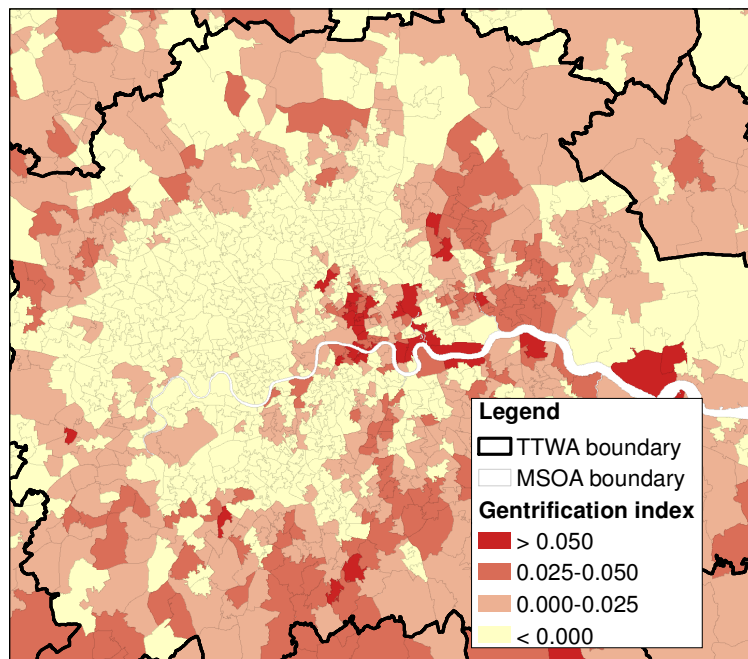 Legend
TTWA boundary
MSOA boundary
Gentrification index
> 0.050
0.025-0.050
0.000-0.025
< 0.000